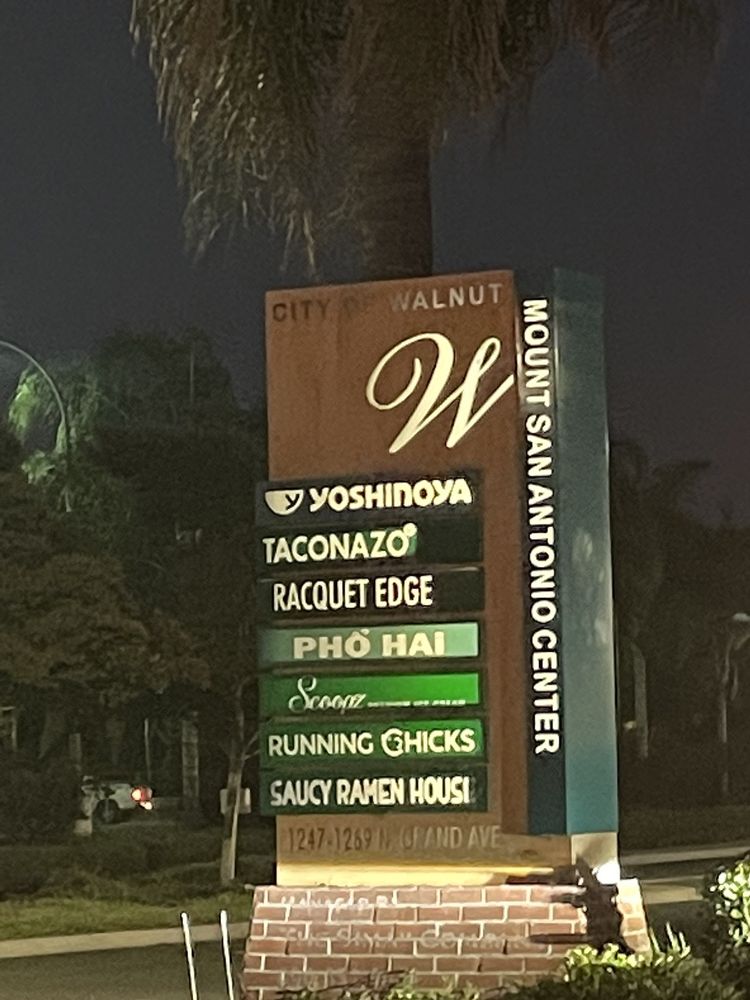 CITY OF WALNUT
W
MOUNT SAN ANTONIO CENTER
YOSHINOYA
TACONAZO
RACQUET EDGE
PHỞ HAI
Scoopz
RUNNING CHICKS
SAUCY RAMEN HOUSE
1247-1269 N. GRAND AVE